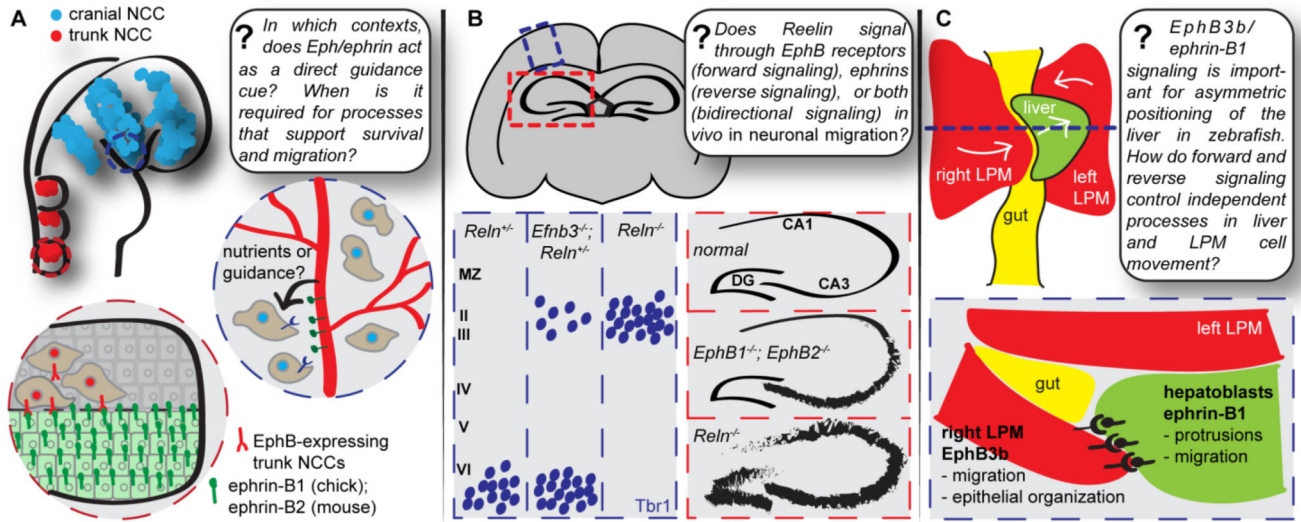 A
cranial NCC
trunk NCC
? In which contexts,
does Eph/ephrin act
as a direct guidance
cue? When is it
required for processes
that support survival
and migration?
nutrients or
guidance?
EpHB-expressing
trunk NCCs
ephrin-B1 (chick);
ephrin-B2 (mouse)
B
? Does Reelin signal
through EphB receptors
(forward signaling), ephrins
(reverse signaling), or both
(bidirectional signaling) in
vivo in neuronal migration?
Reln+/-
Efnb3-/-;
Reln+/-
Reln-/-
MZ
II
III
IV
V
VI
Tbr1
normal
CA1
DG
CA3
EphB1-/-; EphB2-/-
Reln-/-
C
? EphB3b/
ephrin-B1
signaling is import-
ant for asymmetric
positioning of the
liver in zebrafish.
How do forward and
reverse signaling
control independent
processes in liver
and LPM cell
movement?
liver
right LPM
left
LPM
gut
left LPM
gut
hepatoblasts
ephrin-B1
- protrusions
- migration
right LPM
EphB3b
- migration
- epithelial organization